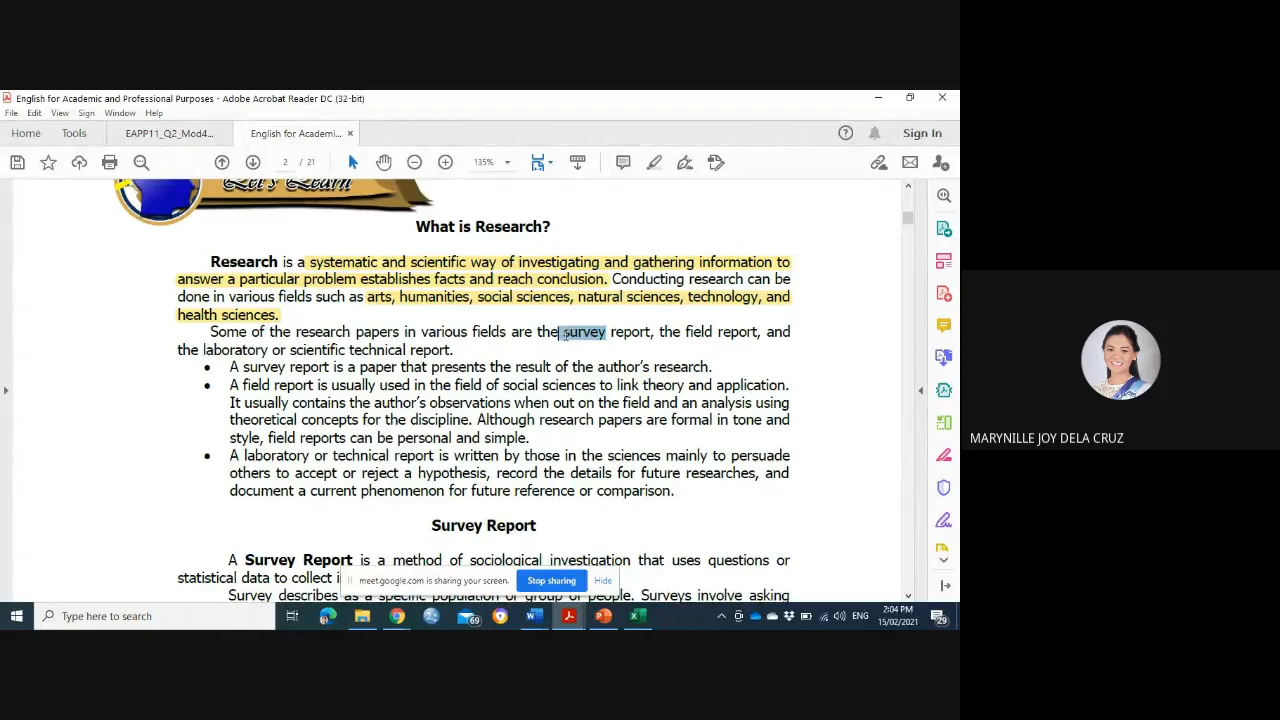 English for Academic and Professional Purposes - Adobe Acrobat Reader DC (32-bit)
File Edit View Sign Window Help
Home Tools EAPP11_Q2_Mod4... English for Academi... ×
Sign In
2 / 21 135%
Let's Learn
What is Research?
Research is a systematic and scientific way of investigating and gathering information to
answer a particular problem establishes facts and reach conclusion. Conducting research can be
done in various fields such as arts, humanities, social sciences, natural sciences, technology, and
health sciences.
Some of the research papers in various fields are the survey report, the field report, and
the laboratory or scientific technical report.
• A survey report is a paper that presents the result of the author's research.
• A field report is usually used in the field of social sciences to link theory and application.
It usually contains the author's observations when out on the field and an analysis using
theoretical concepts for the discipline. Although research papers are formal in tone and
style, field reports can be personal and simple.
• A laboratory or technical report is written by those in the sciences mainly to persuade
others to accept or reject a hypothesis, record the details for future researches, and
document a current phenomenon for future reference or comparison.
Survey Report
A Survey Report is a method of sociological investigation that uses questions or
statistical data to collect
meet.google.com is sharing your screen. Stop sharing Hide
Survey describes as a specific population or group of people. Surveys involve asking
MARYNILLE JOY DELA CRUZ
Type here to search
69
ENG
2:04 PM
15/02/2021
29